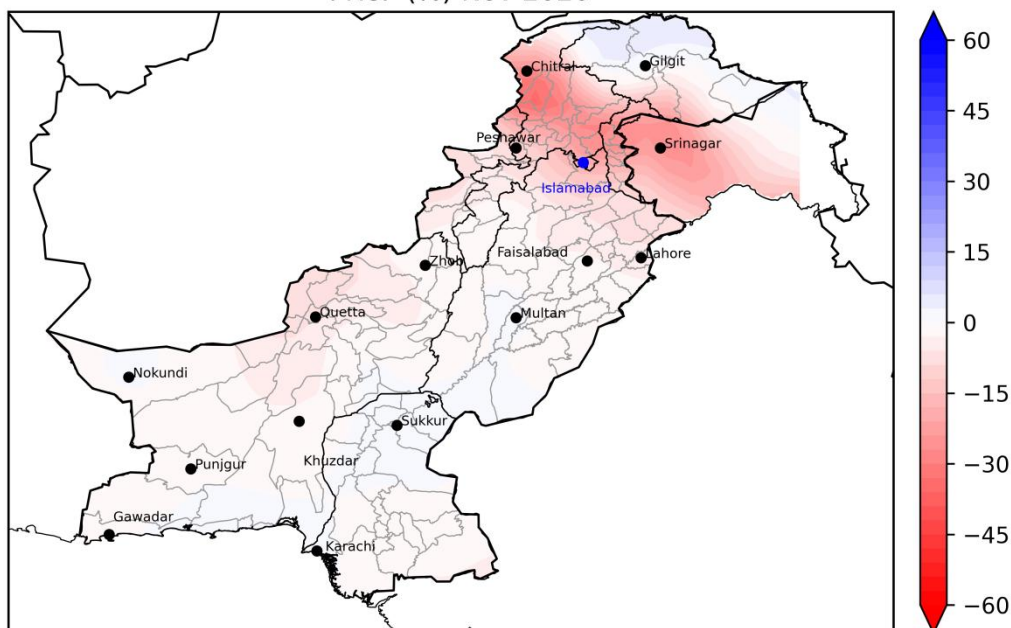 Chitral
Gilgit
Peshawar
Srinagar
Islamabad
Zhob
Faisalabad
Lahore
Quetta
Multan
Nokundi
Sukkur
Punjgur
Khuzdar
Gawadar
Karachi
60
45
30
15
0
−15
−30
−45
−60